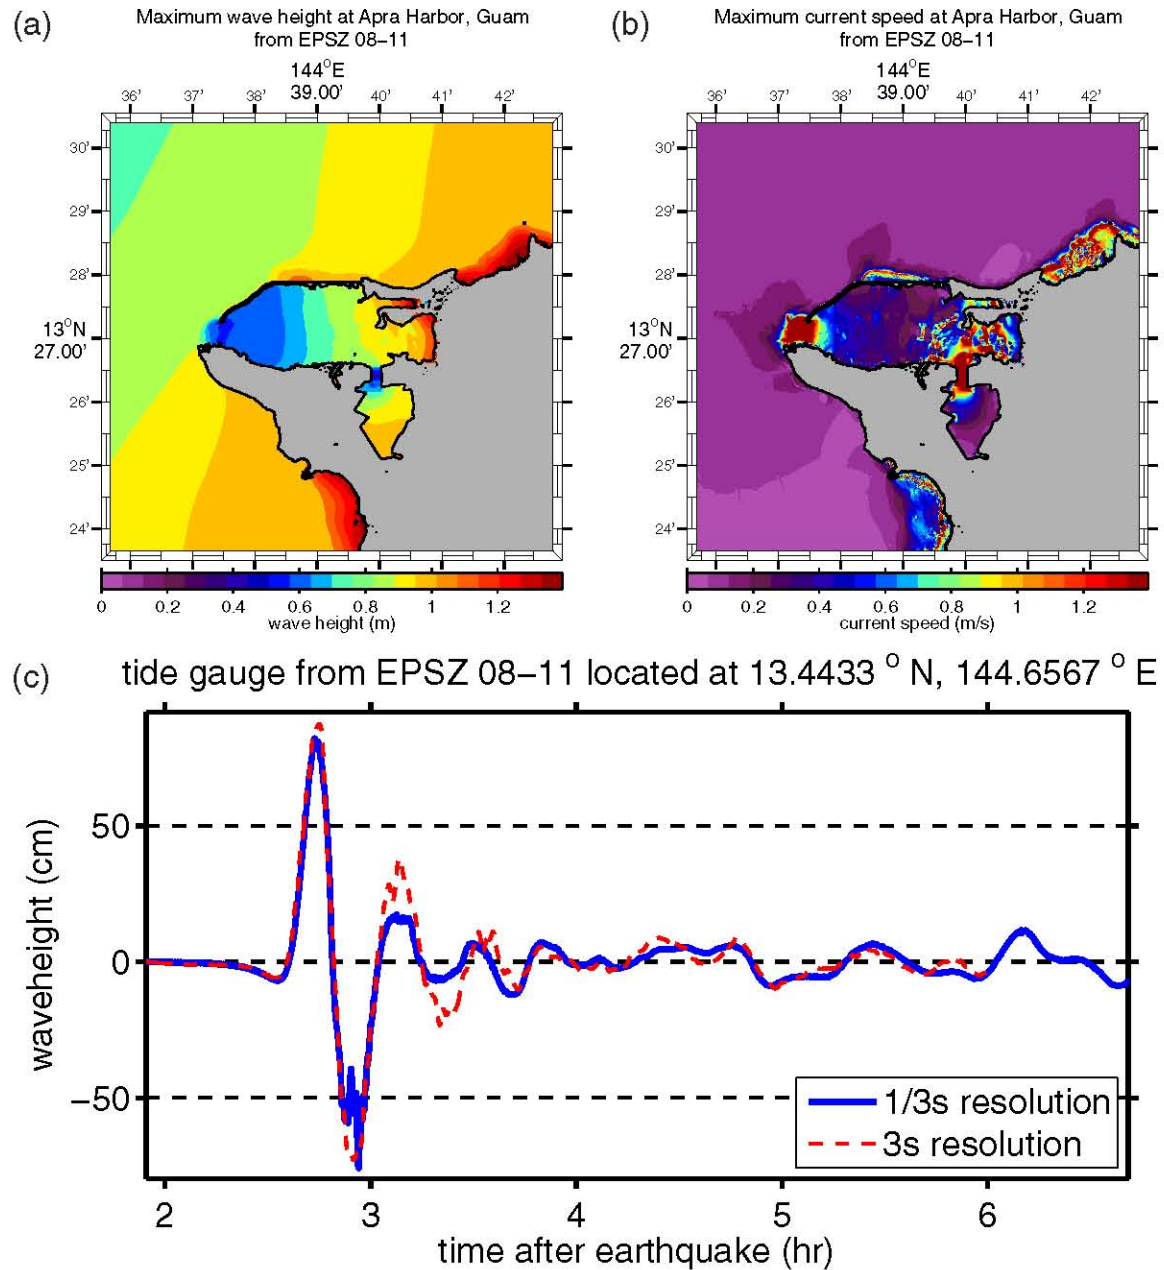 (a)
Maximum wave height at Apra Harbor, Guam
from EPSZ 08−11
144°E
39.00'
36' 37' 38' 40' 41' 42'
30'
29'
28'
13°N
27.00'
26'
25'
24'
0 0.2 0.4 0.6 0.8 1 1.2
wave height (m)
(b)
Maximum current speed at Apra Harbor, Guam
from EPSZ 08−11
144°E
39.00'
36' 37' 38' 40' 41' 42'
30'
29'
28'
13°N
27.00'
26'
25'
24'
0 0.2 0.4 0.6 0.8 1 1.2
current speed (m/s)
(c)
tide gauge from EPSZ 08−11 located at 13.4433 ° N, 144.6567 ° E
waveheight (cm)
50
0
−50
1/3s resolution
3s resolution
2 3 4 5 6
time after earthquake (hr)